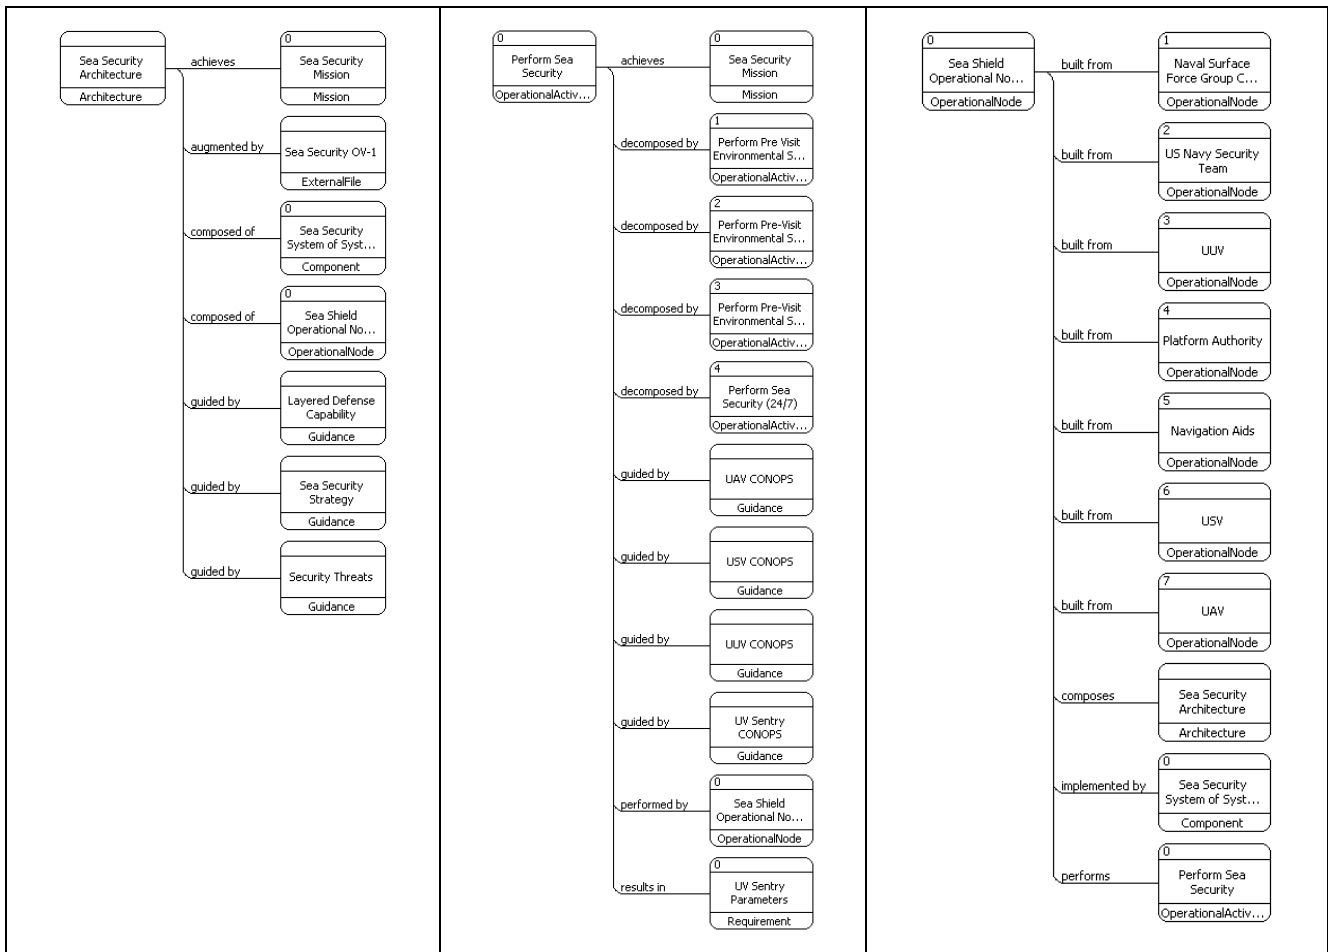 Sea Security
Architecture
Architecture
achieves
0
Sea Security
Mission
Mission
augmented by
Sea Security OV-1
ExternalFile
composed of
0
Sea Security
System of Syst...
Component
composed of
0
Sea Shield
Operational No...
OperationalNode
guided by
Layered Defense
Capability
Guidance
guided by
Sea Security
Strategy
Guidance
guided by
Security Threats
Guidance
0
Perform Sea
Security
OperationalActiv...
achieves
0
Sea Security
Mission
Mission
decomposed by
1
Perform Pre Visit
Environmental S...
OperationalActiv...
decomposed by
2
Perform Pre-Visit
Environmental S...
OperationalActiv...
decomposed by
3
Perform Pre-Visit
Environmental S...
OperationalActiv...
decomposed by
4
Perform Sea
Security (24/7)
OperationalActiv...
guided by
UAV CONOPS
Guidance
guided by
USV CONOPS
Guidance
guided by
UUV CONOPS
Guidance
guided by
UV Sentry
CONOPS
Guidance
performed by
0
Sea Shield
Operational No...
OperationalNode
results in
0
UV Sentry
Parameters
Requirement
0
Sea Shield
Operational No...
OperationalNode
built from
1
Naval Surface
Force Group C...
OperationalNode
built from
2
US Navy Security
Team
OperationalNode
built from
3
UUV
OperationalNode
built from
4
Platform Authority
OperationalNode
built from
5
Navigation Aids
OperationalNode
built from
6
USV
OperationalNode
built from
7
UAV
OperationalNode
composes
Sea Security
Architecture
Architecture
implemented by
0
Sea Security
System of Syst...
Component
performs
0
Perform Sea
Security
OperationalActiv...